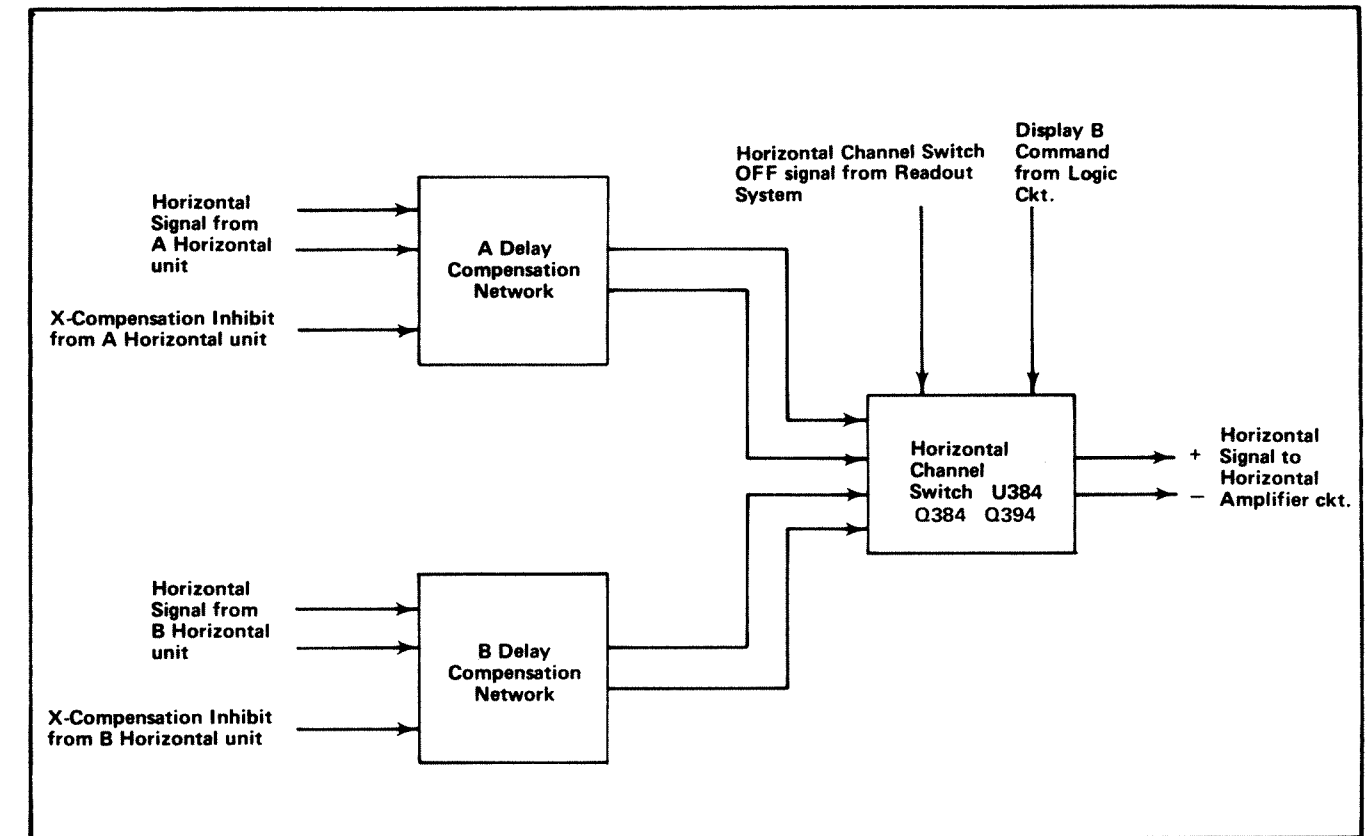 Horizontal
Signal from
A Horizontal
unit
X-Compensation Inhibit
from A Horizontal unit
A Delay
Compensation
Network
Horizontal Channel Switch
OFF signal from Readout
System
Display B
Command
from Logic
Ckt.
Horizontal
Channel
Switch U384
Q384 Q394
+
−
Horizontal
Signal to
Horizontal
Amplifier ckt.
Horizontal
Signal from
B Horizontal
unit
X-Compensation Inhibit
from B Horizontal unit
B Delay
Compensation
Network